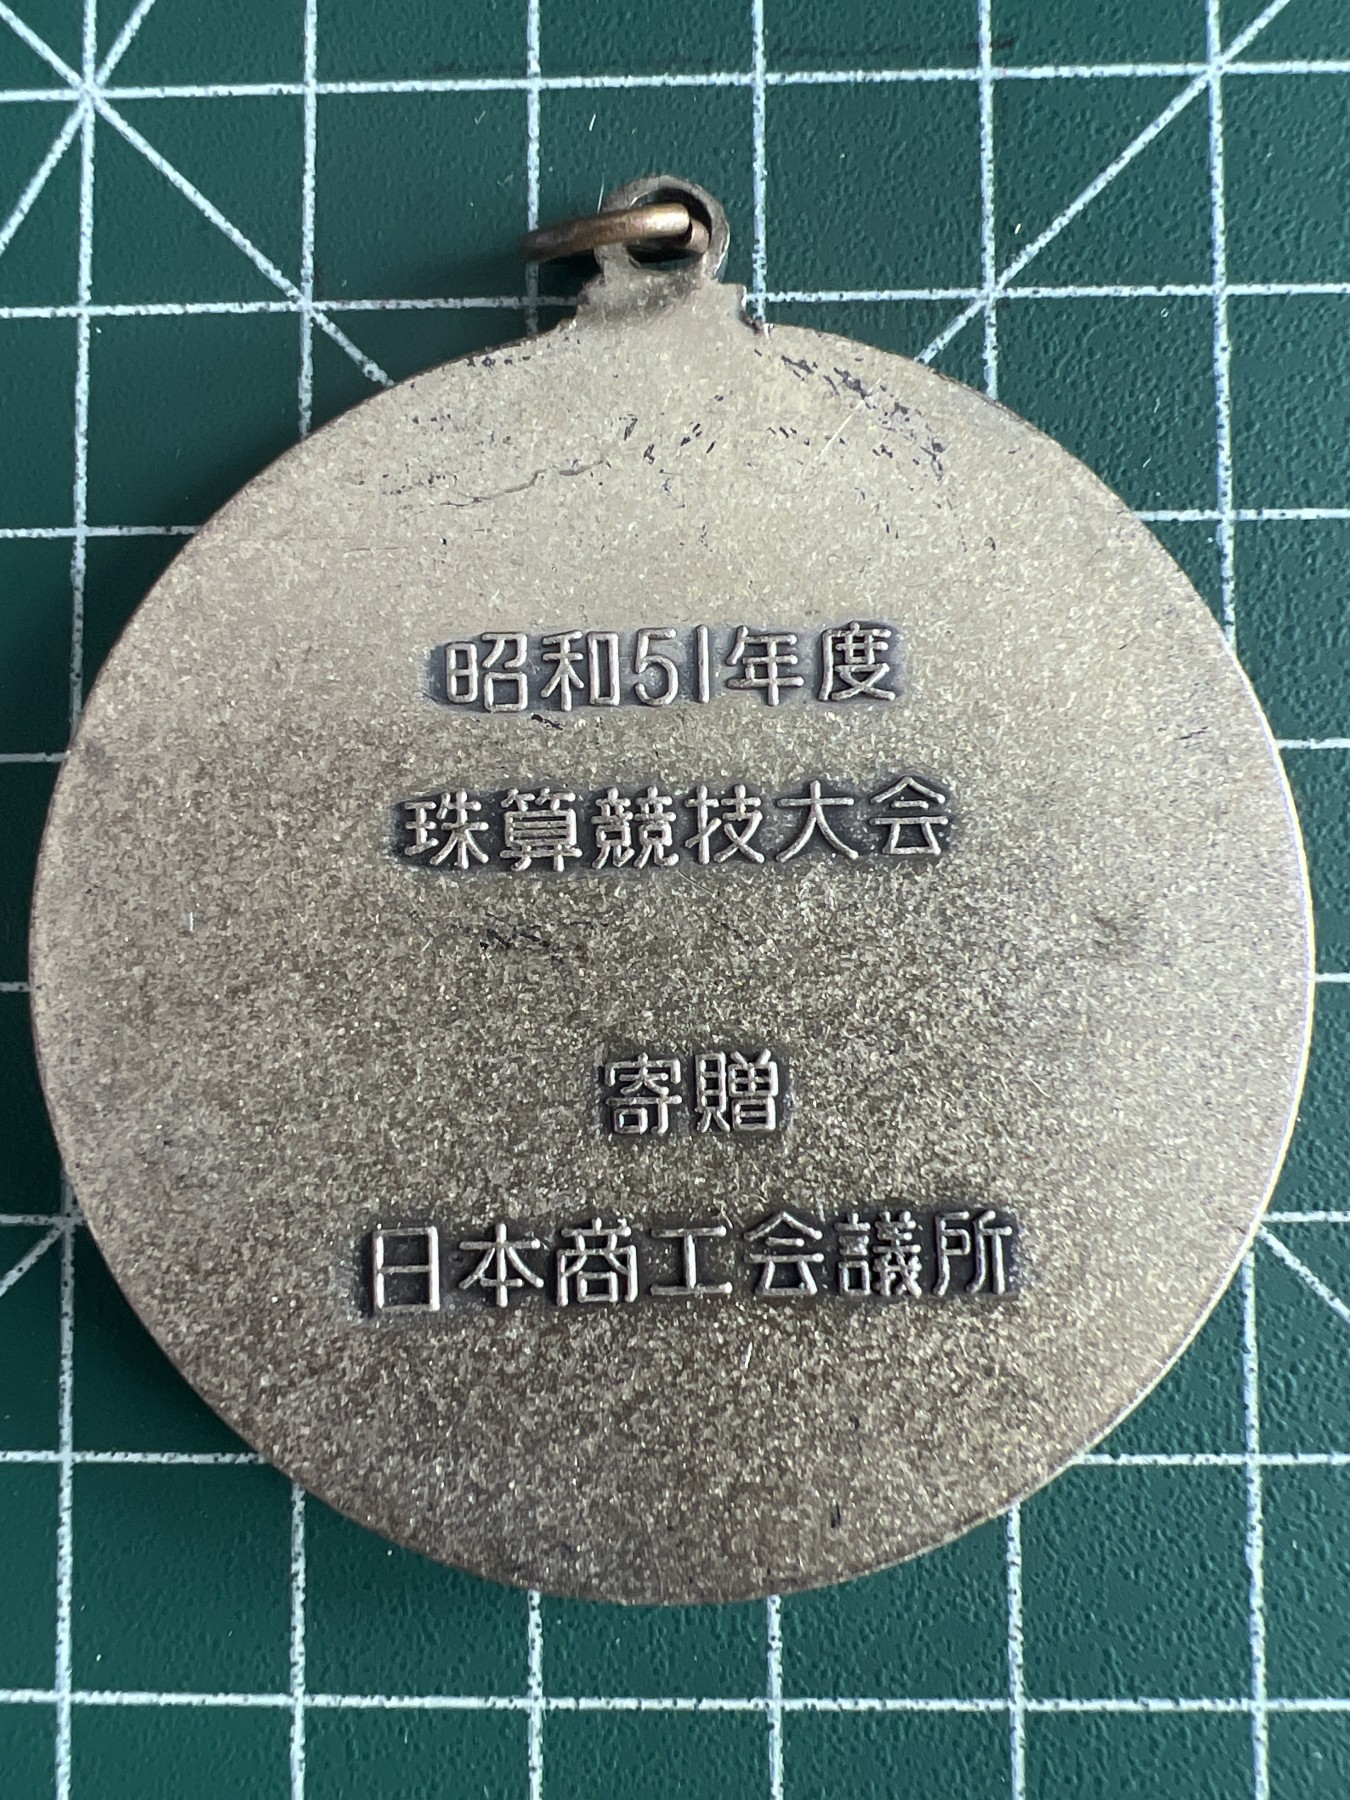 昭和51年度
珠算競技大会
寄贈
日本商工会議所